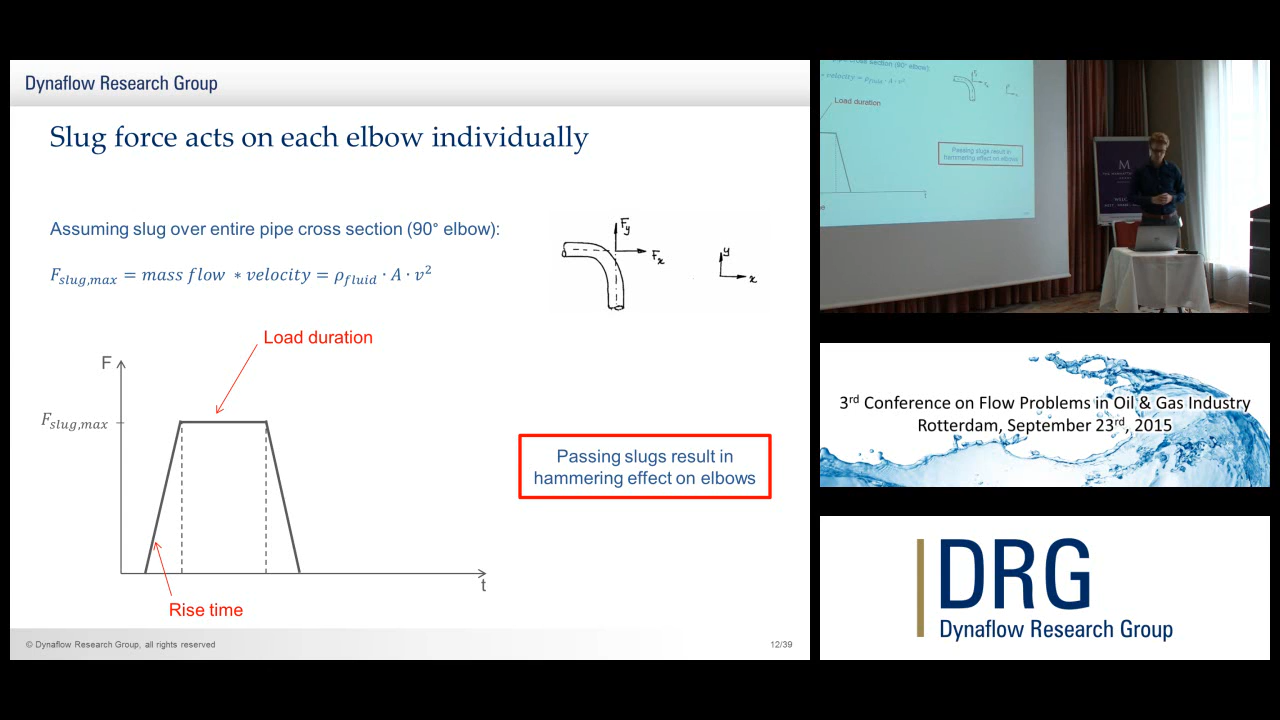 Dynaflow Research Group
Slug force acts on each elbow individually
Assuming slug over entire pipe cross section (90° elbow):
F_slug,max = mass flow ∗ velocity = ρ_fluid · A · v²
F_y
F_x
y
x
Load duration
F
F_slug,max
Passing slugs result in
hammering effect on elbows
t
Rise time
© Dynaflow Research Group, all rights reserved
12/39
Load duration
Passing slugs result in
hammering effect on elbows
M
3rd Conference on Flow Problems in Oil & Gas Industry
Rotterdam, September 23rd, 2015
DRG
Dynaflow Research Group